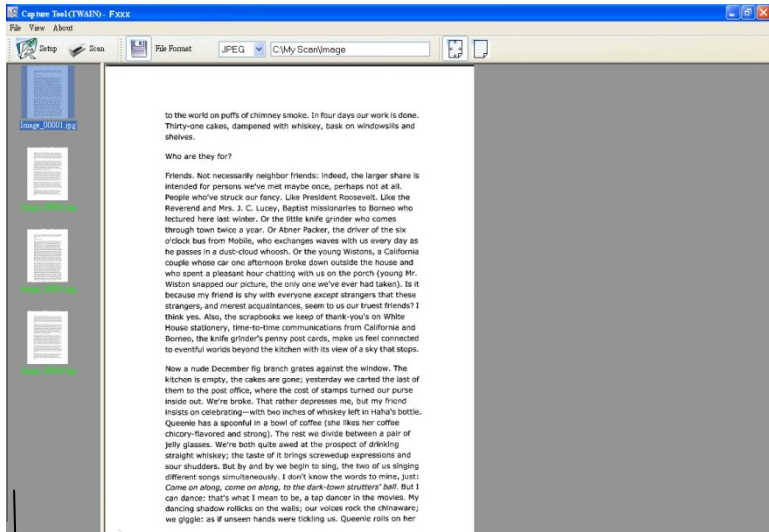 Capture Tool (TWAIN) - Fxxx
File View About
Setup Scan File Format JPEG C:\My Scan\Image
Image_00001.jpg
to the world on puffs of chimney smoke. In four days our work is done.
Thirty-one cakes, dampened with whiskey, bask on windowsills and
shelves.
Who are they for?
Friends. Not necessarily neighbor friends: indeed, the larger share is
intended for persons we've met maybe once, perhaps not at all.
People who've struck our fancy. Like President Roosevelt. Like the
Reverend and Mrs. J. C. Lucey, Baptist missionaries to Borneo who
lectured here last winter. Or the little knife grinder who comes
through town twice a year. Or Abner Packer, the driver of the six
o'clock bus from Mobile, who exchanges waves with us every day as
he passes in a dust-cloud whoosh. Or the young Wistons, a California
couple whose car one afternoon broke down outside the house and
who spent a pleasant hour chatting with us on the porch (young Mr.
Wiston snapped our picture, the only one we've ever had taken). Is it
because my friend is shy with everyone except strangers that these
strangers, and merest acquaintances, seem to us our truest friends? I
think yes. Also, the scrapbooks we keep of thank-you's on White
House stationery, time-to-time communications from California and
Borneo, the knife grinder's penny post cards, make us feel connected
to eventful worlds beyond the kitchen with its view of a sky that stops.
Now a nude December fig branch grates against the window. The
kitchen is empty, the cakes are gone; yesterday we carted the last of
them to the post office, where the cost of stamps turned our purse
inside out. We're broke. That rather depresses me, but my friend
insists on celebrating—with two inches of whiskey left in Haha's bottle.
Queenie has a spoonful in a bowl of coffee (she likes her coffee
chicory-flavored and strong). The rest we divide between a pair of
jelly glasses. We're both quite awed at the prospect of drinking
straight whiskey; the taste of it brings screwedup expressions and
sour shudders. But by and by we begin to sing, the two of us singing
different songs simultaneously. I don't know the words to mine, just:
Come on along, come on along, to the dark-town strutters' ball. But I
can dance: that's what I mean to be, a tap dancer in the movies. My
dancing shadow rollicks on the walls; our voices rock the chinaware;
we giggle: as if unseen hands were tickling us. Queenie rolls on her